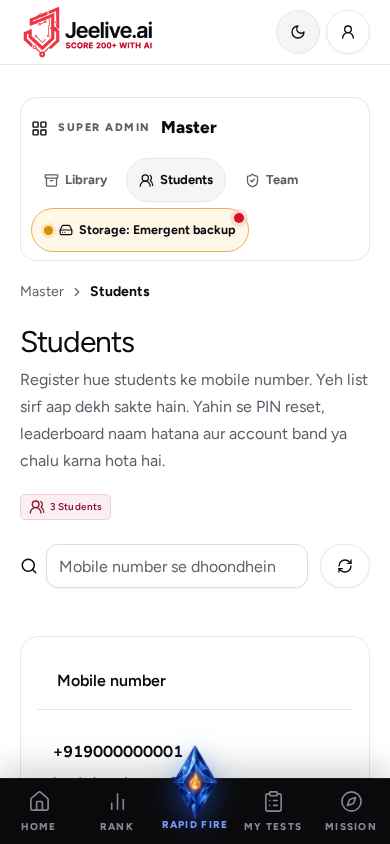 Jeelive.ai
SCORE 200+ WITH AI
SUPER ADMIN Master
Library Students Team
Storage: Emergent backup
Master > Students
Students
Register hue students ke mobile number. Yeh list
sirf aap dekh sakte hain. Yahin se PIN reset,
leaderboard naam hatana aur account band ya
chalu karna hota hai.
3 Students
Mobile number se dhoondhein
Mobile number
+919000000001
HOME RANK RAPID FIRE MY TESTS MISSION